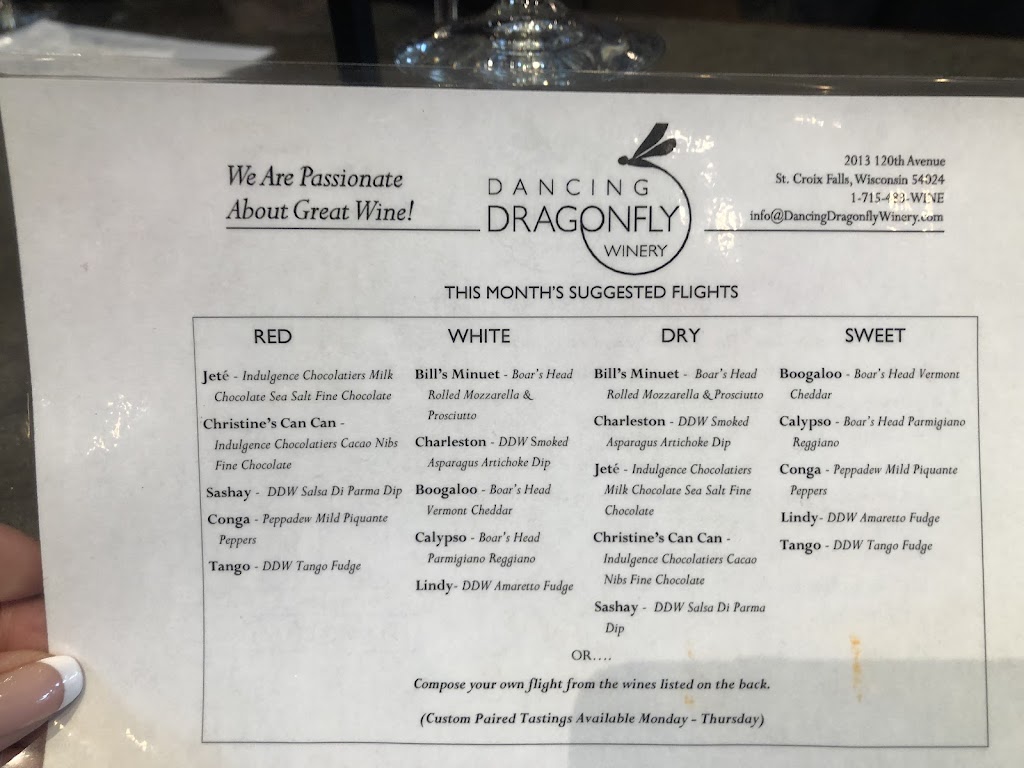 We Are Passionate
About Great Wine!
DANCING
DRAGONFLY
WINERY
2013 120th Avenue
St. Croix Falls, Wisconsin 54024
1-715-483-WINE
info@DancingDragonflyWinery.com
THIS MONTH'S SUGGESTED FLIGHTS
RED
Jeté - Indulgence Chocolatiers Milk
Chocolate Sea Salt Fine Chocolate
Christine's Can Can -
Indulgence Chocolatiers Cacao Nibs
Fine Chocolate
Sashay - DDW Salsa Di Parma Dip
Conga - Peppadew Mild Piquante
Peppers
Tango - DDW Tango Fudge
WHITE
Bill's Minuet - Boar's Head
Rolled Mozzarella &
Prosciutto
Charleston - DDW Smoked
Asparagus Artichoke Dip
Boogaloo - Boar's Head
Vermont Cheddar
Calypso - Boar's Head
Parmigiano Reggiano
Lindy- DDW Amaretto Fudge
DRY
Bill's Minuet - Boar's Head
Rolled Mozzarella & Prosciutto
Charleston - DDW Smoked
Asparagus Artichoke Dip
Jeté - Indulgence Chocolatiers
Milk Chocolate Sea Salt Fine
Chocolate
Christine's Can Can -
Indulgence Chocolatiers Cacao
Nibs Fine Chocolate
Sashay - DDW Salsa Di Parma
Dip
SWEET
Boogaloo - Boar's Head Vermont
Cheddar
Calypso - Boar's Head Parmigiano
Reggiano
Conga - Peppadew Mild Piquante
Peppers
Lindy- DDW Amaretto Fudge
Tango - DDW Tango Fudge
OR....
Compose your own flight from the wines listed on the back.
(Custom Paired Tastings Available Monday - Thursday)